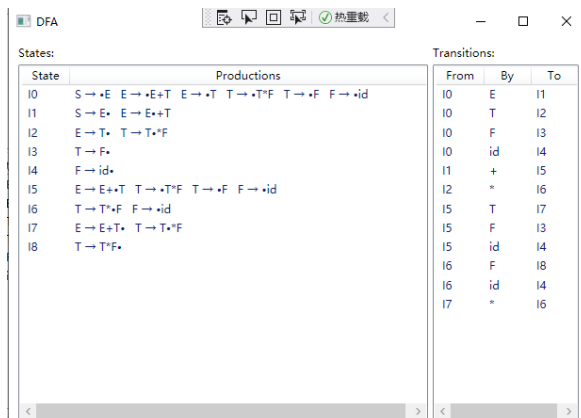 DFA
热重載
States:
Transitions:
State Productions
From By To
I0 S → •E E → •E+T E → •T T → •T*F T → •F F → •id
I1 S → E• E → E•+T
I2 E → T• T → T•*F
I3 T → F•
I4 F → id•
I5 E → E+•T T → •T*F T → •F F → •id
I6 T → T*•F F → •id
I7 E → E+T• T → T•*F
I8 T → T*F•
I0 E I1
I0 T I2
I0 F I3
I0 id I4
I1 + I5
I2 * I6
I5 T I7
I5 F I3
I5 id I4
I6 F I8
I6 id I4
I7 * I6